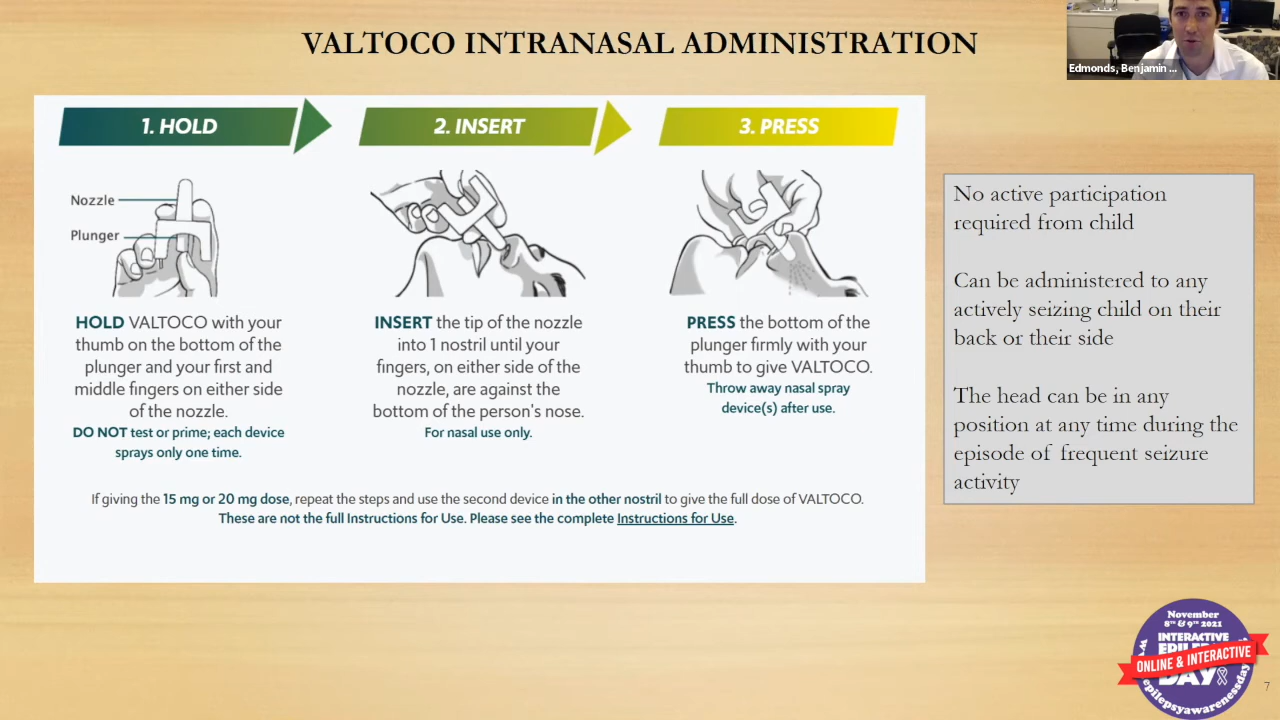 VALTOCO INTRANASAL ADMINISTRATION
Edmonds, Benjamin ...
1. HOLD
2. INSERT
3. PRESS
Nozzle
Plunger
HOLD VALTOCO with your
thumb on the bottom of the
plunger and your first and
middle fingers on either side
of the nozzle.
DO NOT test or prime; each device
sprays only one time.
INSERT the tip of the nozzle
into 1 nostril until your
fingers, on either side of the
nozzle, are against the
bottom of the person's nose.
For nasal use only.
PRESS the bottom of the
plunger firmly with your
thumb to give VALTOCO.
Throw away nasal spray
device(s) after use.
If giving the 15 mg or 20 mg dose, repeat the steps and use the second device in the other nostril to give the full dose of VALTOCO.
These are not the full Instructions for Use. Please see the complete Instructions for Use.
No active participation
required from child
Can be administered to any
actively seizing child on their
back or their side
The head can be in any
position at any time during the
episode of frequent seizure
activity
November
8TH & 9TH 2021
INTERACTIVE
ONLINE & INTERACTIVE
DAY
7